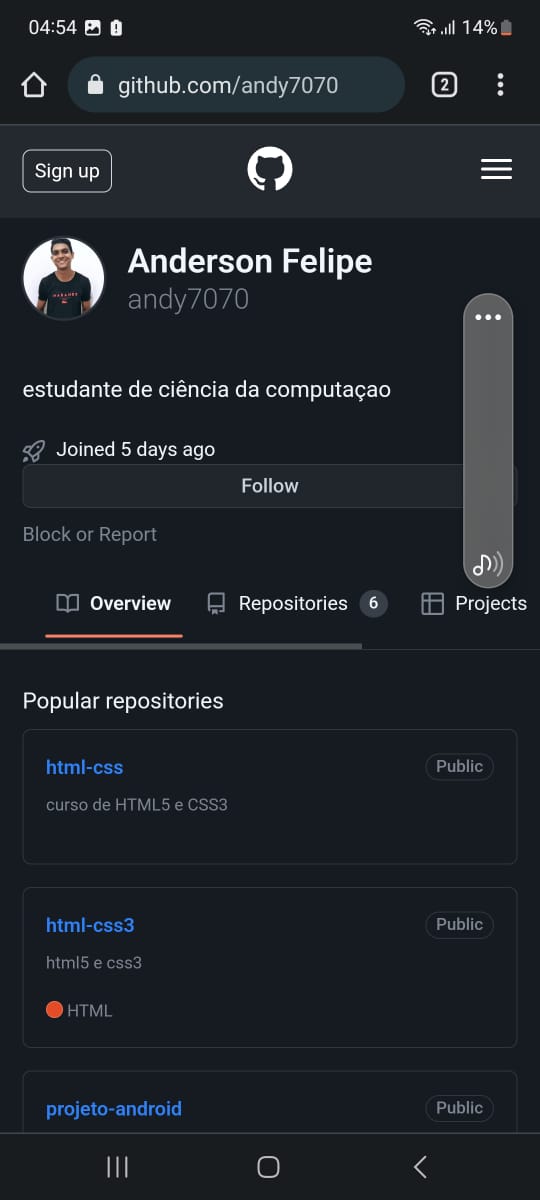 04:54
14%
github.com/andy7070
2
Sign up
Anderson Felipe
andy7070
estudante de ciência da computaçao
Joined 5 days ago
Follow
Block or Report
Overview
Repositories 6
Projects
Popular repositories
html-css
Public
curso de HTML5 e CSS3
html-css3
Public
html5 e css3
HTML
projeto-android
Public